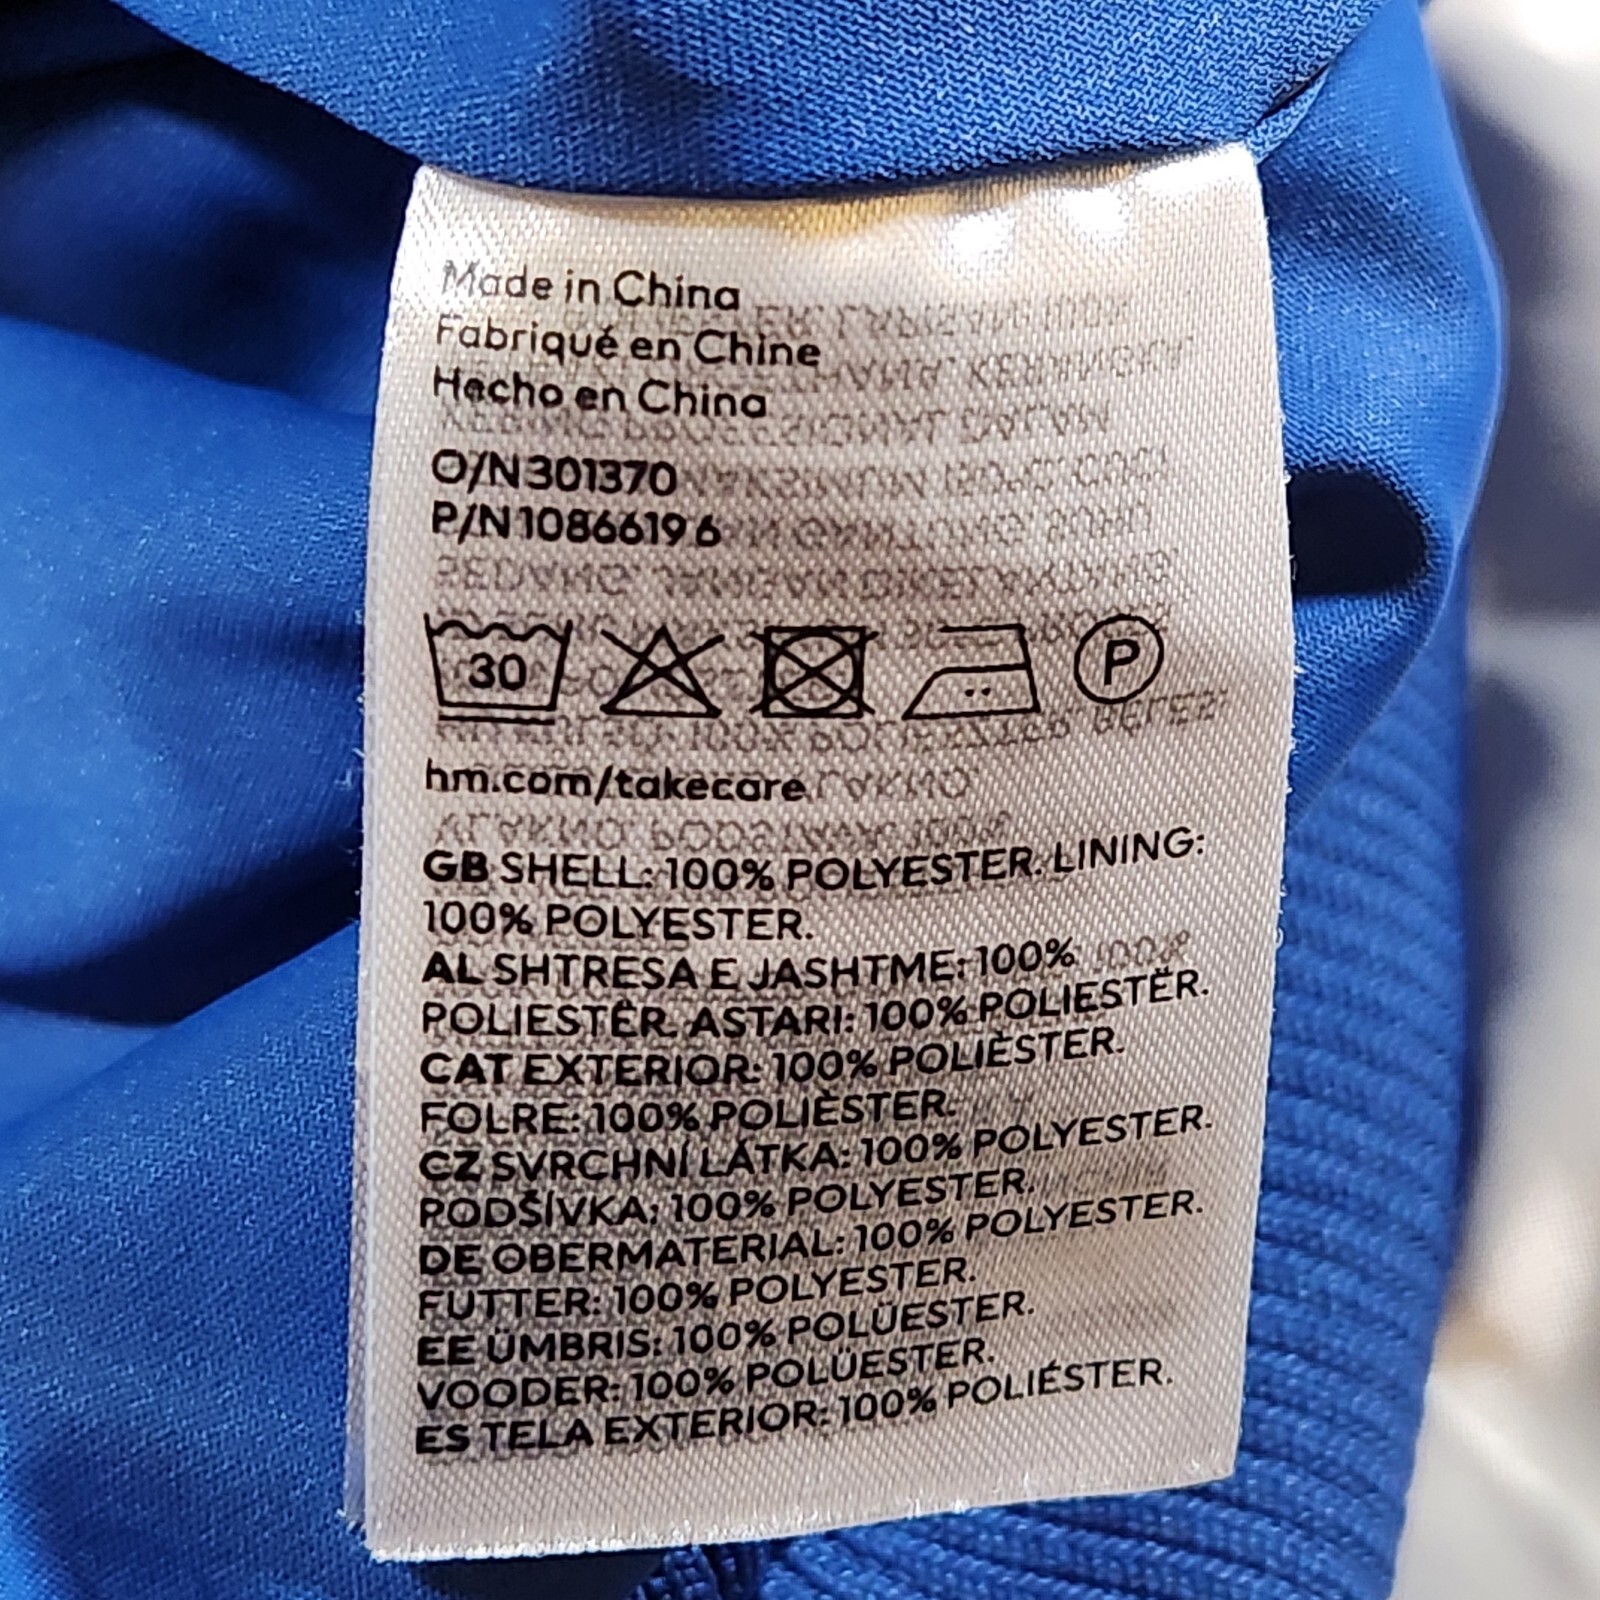 Made in China
Fabriqué en Chine
Hecho en China
O/N 301370
P/N 1086619 6
30
P
hm.com/takecare
GB SHELL: 100% POLYESTER. LINING:
100% POLYESTER.
AL SHTRESA E JASHTME: 100%
POLIESTËR. ASTARI: 100% POLIESTËR.
CAT EXTERIOR: 100% POLIÈSTER.
FOLRE: 100% POLIÈSTER.
CZ SVRCHNÍ LÁTKA: 100% POLYESTER.
PODŠÍVKA: 100% POLYESTER.
DE OBERMATERIAL: 100% POLYESTER.
FUTTER: 100% POLYESTER.
EE ÜMBRIS: 100% POLÜESTER.
VOODER: 100% POLÜESTER.
ES TELA EXTERIOR: 100% POLIÉSTER.